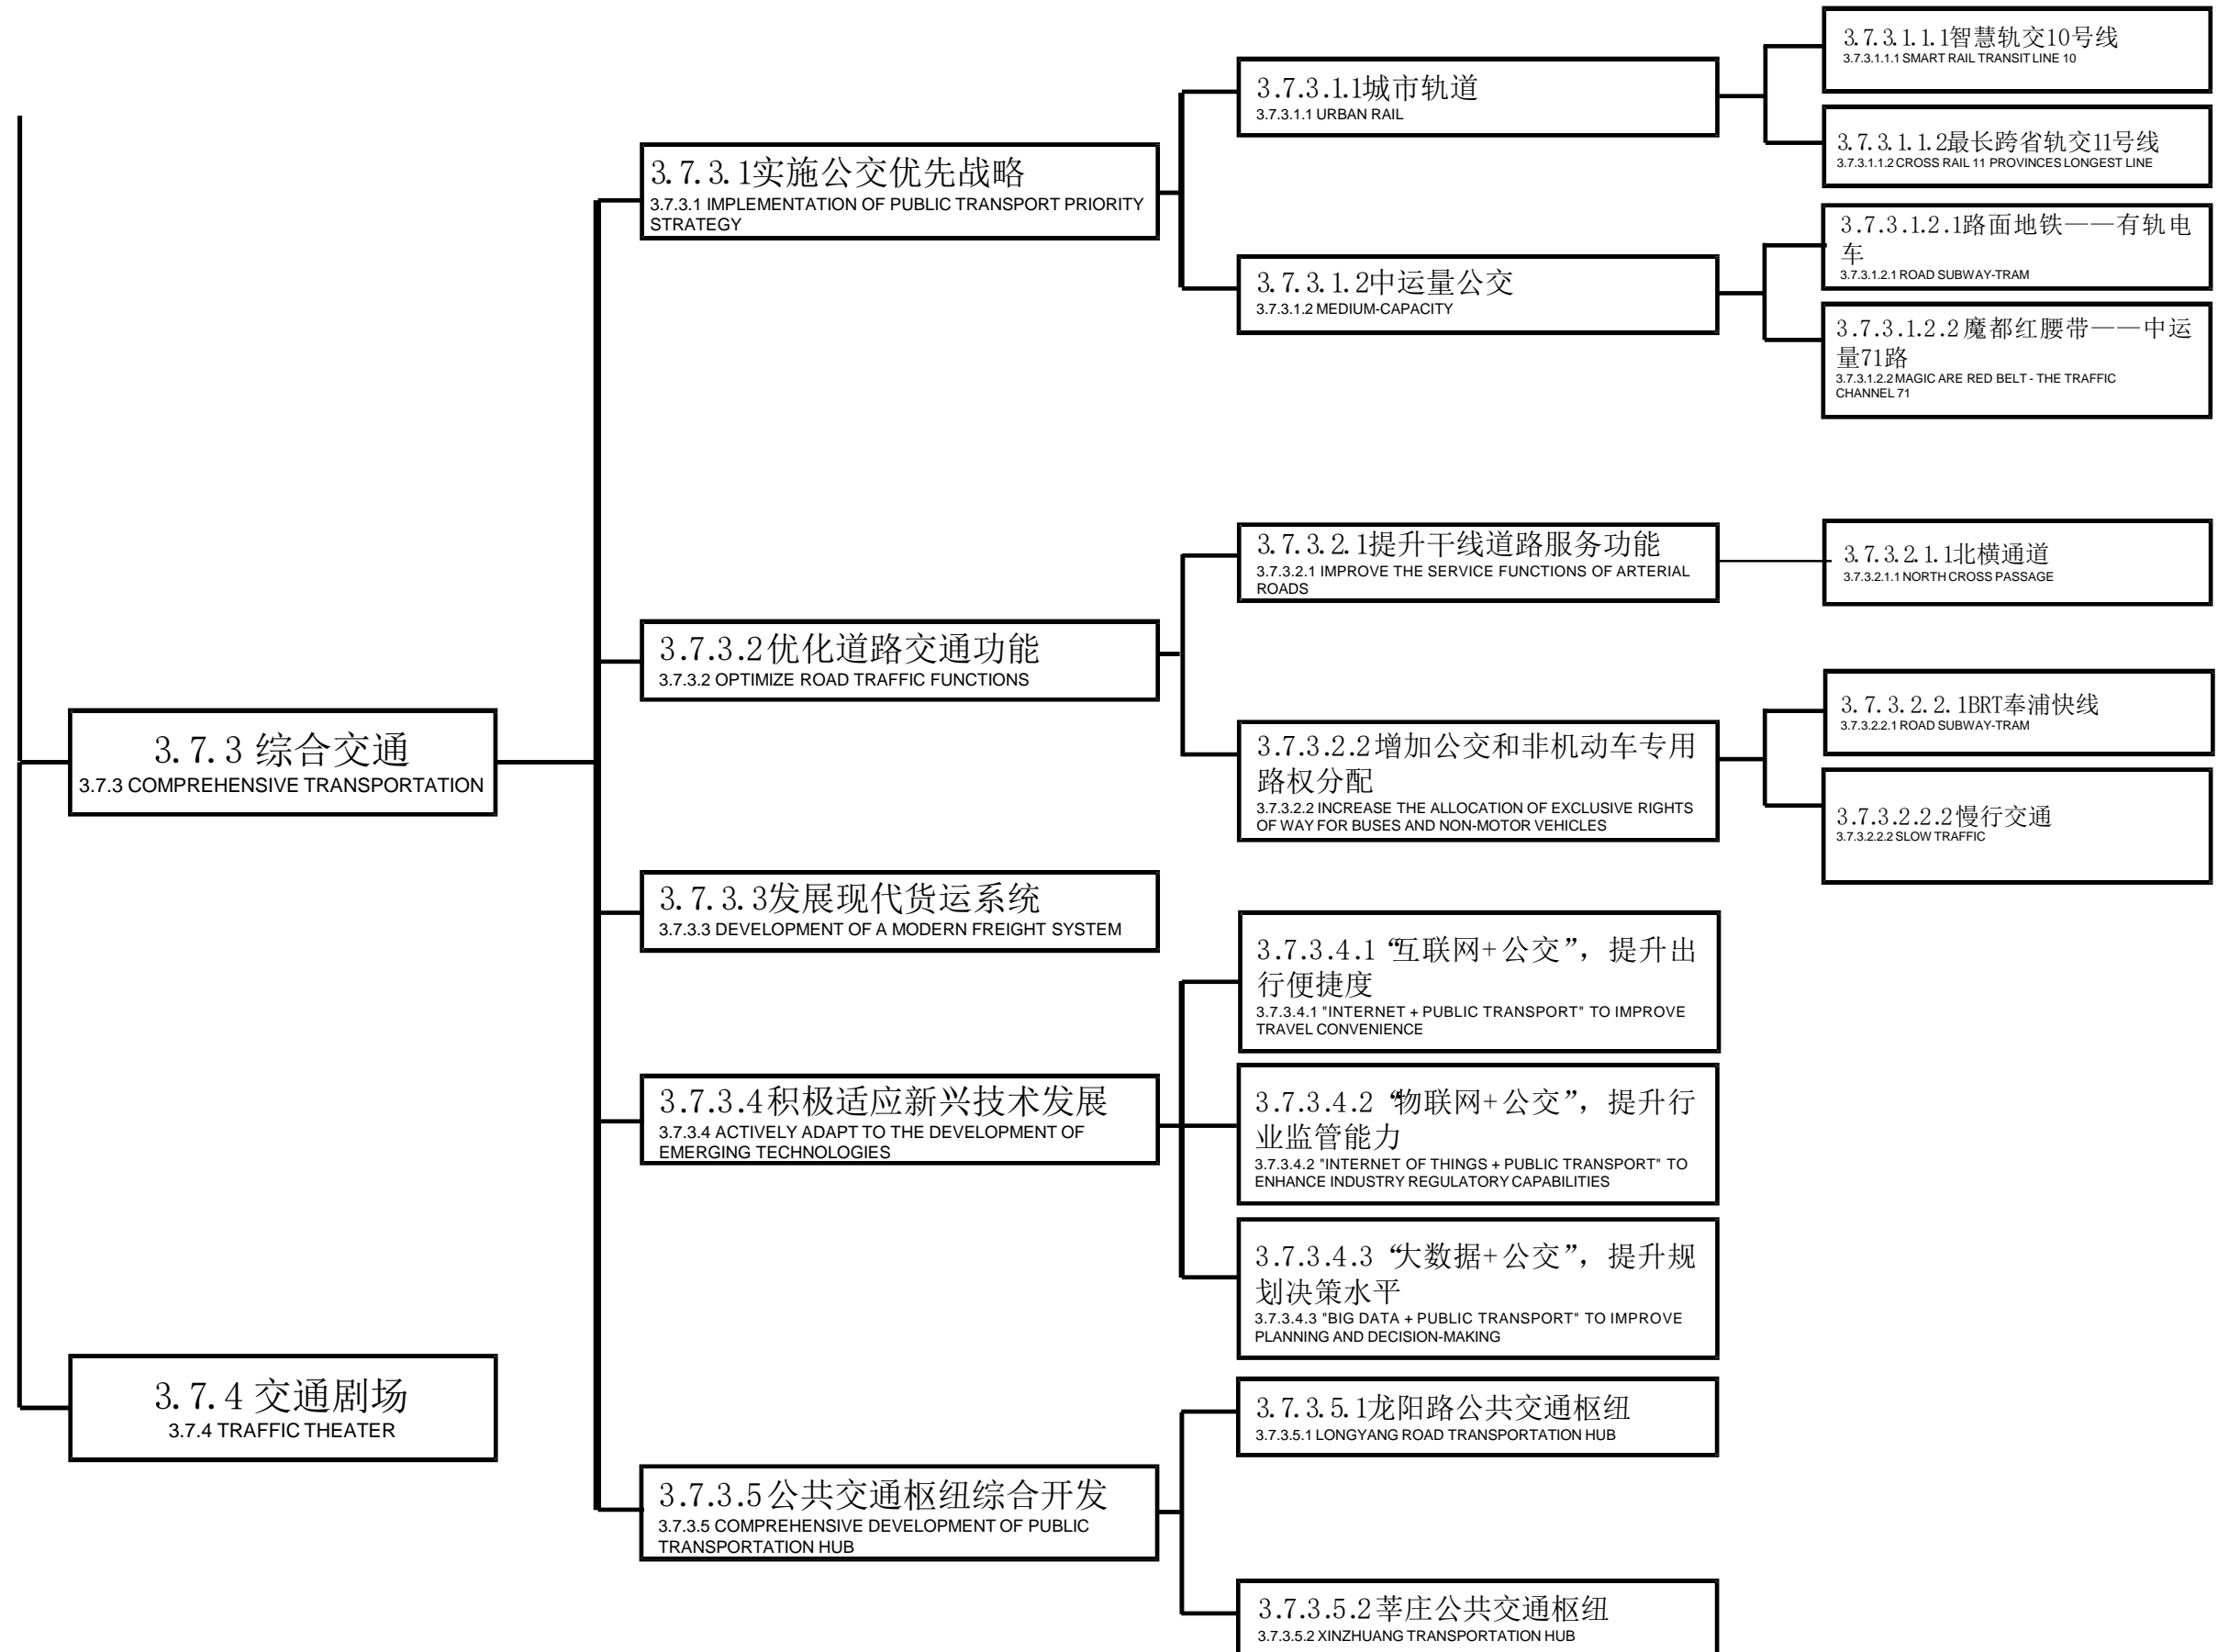 3.7.3 综合交通
3.7.3 COMPREHENSIVE TRANSPORTATION
3.7.4 交通剧场
3.7.4 TRAFFIC THEATER
3.7.3.1实施公交优先战略
3.7.3.1 IMPLEMENTATION OF PUBLIC TRANSPORT PRIORITY
STRATEGY
3.7.3.2优化道路交通功能
3.7.3.2 OPTIMIZE ROAD TRAFFIC FUNCTIONS
3.7.3.3发展现代货运系统
3.7.3.3 DEVELOPMENT OF A MODERN FREIGHT SYSTEM
3.7.3.4积极适应新兴技术发展
3.7.3.4 ACTIVELY ADAPT TO THE DEVELOPMENT OF
EMERGING TECHNOLOGIES
3.7.3.5公共交通枢纽综合开发
3.7.3.5 COMPREHENSIVE DEVELOPMENT OF PUBLIC
TRANSPORTATION HUB
3.7.3.1.1城市轨道
3.7.3.1.1 URBAN RAIL
3.7.3.1.2中运量公交
3.7.3.1.2 MEDIUM-CAPACITY
3.7.3.2.1提升干线道路服务功能
3.7.3.2.1 IMPROVE THE SERVICE FUNCTIONS OF ARTERIAL
ROADS
3.7.3.2.2增加公交和非机动车专用
路权分配
3.7.3.2.2 INCREASE THE ALLOCATION OF EXCLUSIVE RIGHTS
OF WAY FOR BUSES AND NON-MOTOR VEHICLES
3.7.3.4.1 “互联网+公交”，提升出
行便捷度
3.7.3.4.1 "INTERNET + PUBLIC TRANSPORT" TO IMPROVE
TRAVEL CONVENIENCE
3.7.3.4.2 “物联网+公交”，提升行
业监管能力
3.7.3.4.2 "INTERNET OF THINGS + PUBLIC TRANSPORT" TO
ENHANCE INDUSTRY REGULATORY CAPABILITIES
3.7.3.4.3 “大数据+公交”，提升规
划决策水平
3.7.3.4.3 "BIG DATA + PUBLIC TRANSPORT" TO IMPROVE
PLANNING AND DECISION-MAKING
3.7.3.5.1龙阳路公共交通枢纽
3.7.3.5.1 LONGYANG ROAD TRANSPORTATION HUB
3.7.3.5.2莘庄公共交通枢纽
3.7.3.5.2 XINZHUANG TRANSPORTATION HUB
3.7.3.1.1.1智慧轨交10号线
3.7.3.1.1.1 SMART RAIL TRANSIT LINE 10
3.7.3.1.1.2最长跨省轨交11号线
3.7.3.1.1.2 CROSS RAIL 11 PROVINCES LONGEST LINE
3.7.3.1.2.1路面地铁——有轨电
车
3.7.3.1.2.1 ROAD SUBWAY-TRAM
3.7.3.1.2.2魔都红腰带——中运
量71路
3.7.3.1.2.2 MAGIC ARE RED BELT - THE TRAFFIC
CHANNEL 71
3.7.3.2.1.1北横通道
3.7.3.2.1.1 NORTH CROSS PASSAGE
3.7.3.2.2.1BRT奉浦快线
3.7.3.2.2.1 ROAD SUBWAY-TRAM
3.7.3.2.2.2慢行交通
3.7.3.2.2.2 SLOW TRAFFIC